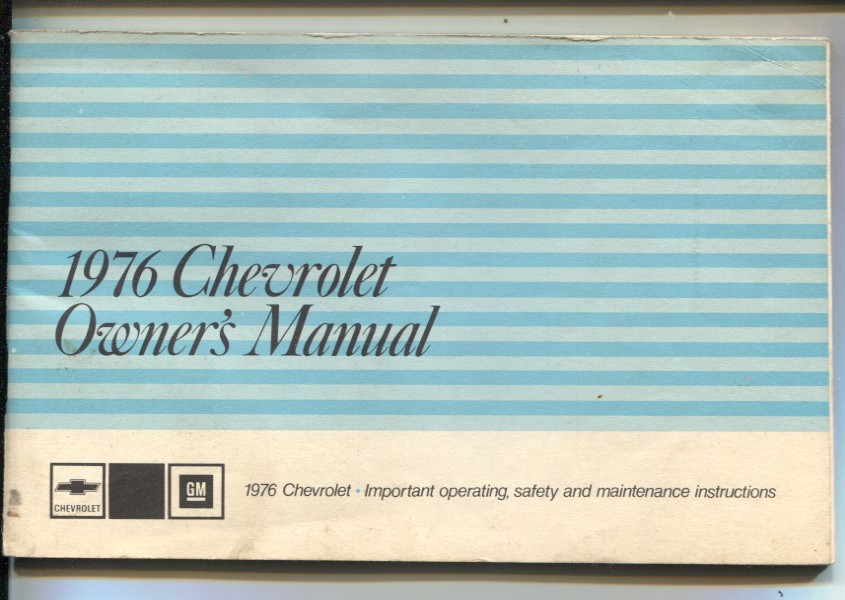 1976 Chevrolet
Owner's Manual
CHEVROLET
GM
1976 Chevrolet • Important operating, safety and maintenance instructions